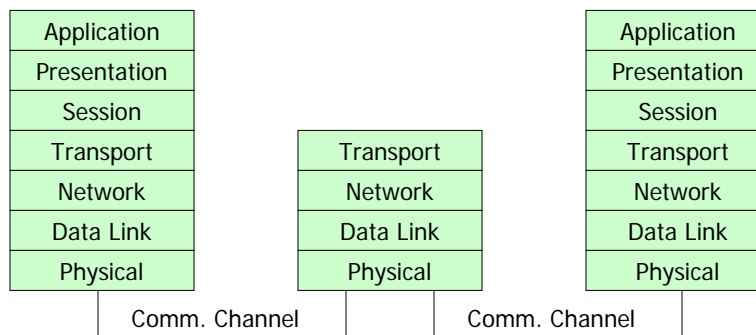 Application
Presentation
Session
Transport
Network
Data Link
Physical
Transport
Network
Data Link
Physical
Application
Presentation
Session
Transport
Network
Data Link
Physical
Comm. Channel
Comm. Channel